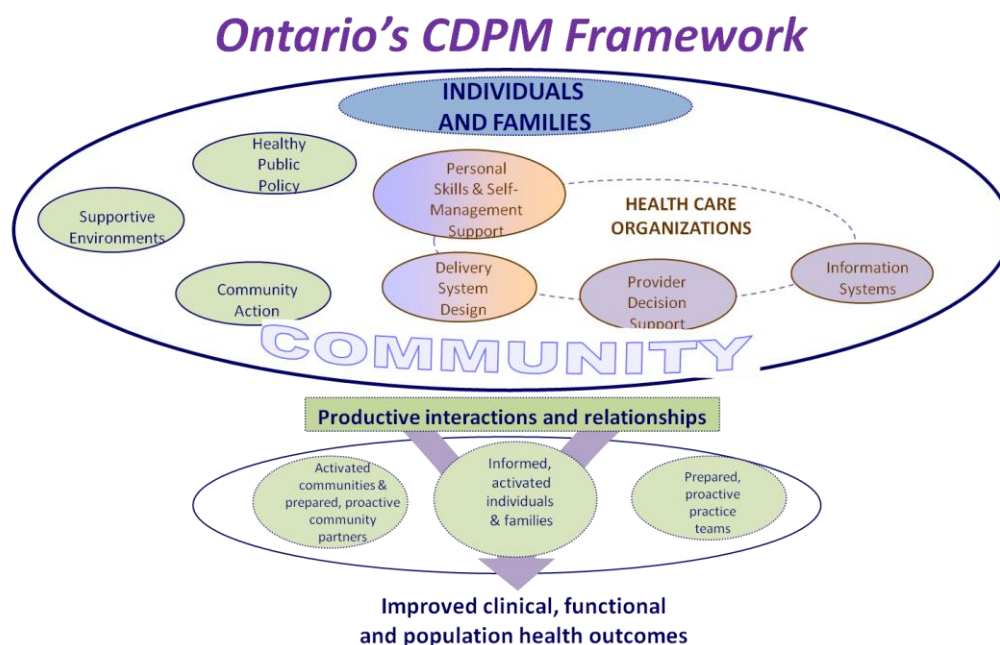 Ontario's CDPM Framework
INDIVIDUALS
AND FAMILIES
Healthy
Public
Policy
Supportive
Environments
Community
Action
Personal
Skills & Self-
Management
Support
Delivery
System
Design
HEALTH CARE
ORGANIZATIONS
Provider
Decision
Support
Information
Systems
COMMUNITY
Productive interactions and relationships
Activated
communities &
prepared, proactive
community
partners
Informed,
activated
individuals
& families
Prepared,
proactive
practice
teams
Improved clinical, functional
and population health outcomes